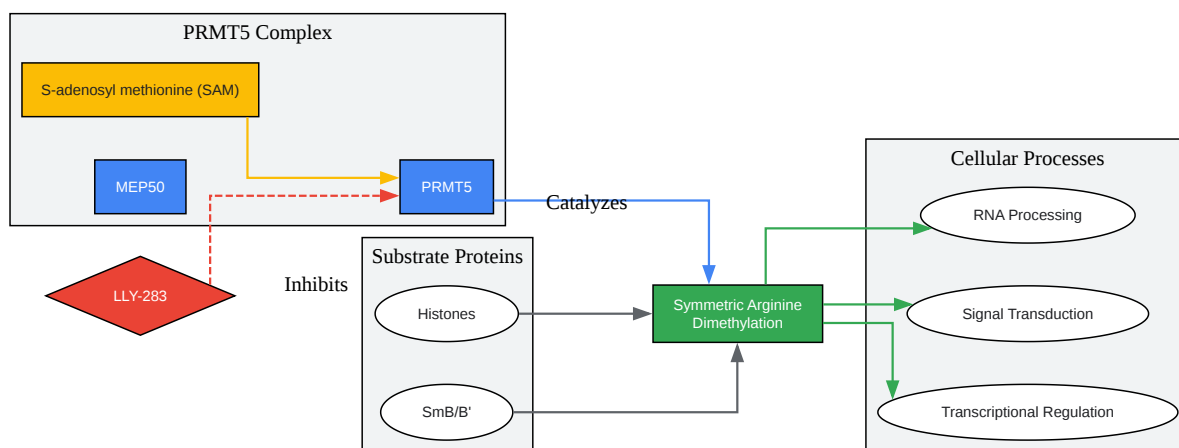 PRMT5 Complex
S-adenosyl methionine (SAM)
MEP50
PRMT5
Catalyzes
LLY-283
Inhibits
Substrate Proteins
Histones
SmB/B'
Symmetric Arginine
Dimethylation
Cellular Processes
RNA Processing
Signal Transduction
Transcriptional Regulation